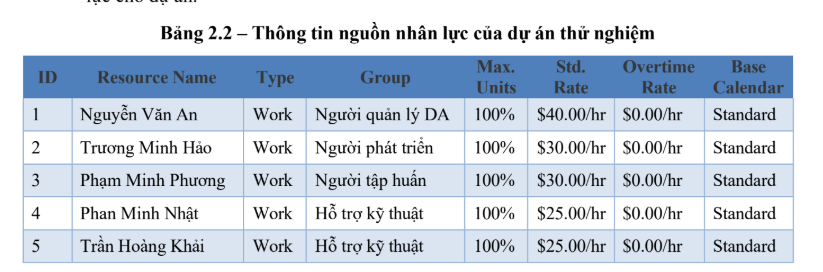 lực cho dự án.
Bảng 2.2 – Thông tin nguồn nhân lực của dự án thử nghiệm
ID Resource Name Type Group Max. Units Std. Rate Overtime Rate Base Calendar
1 Nguyễn Văn An Work Người quản lý DA 100% $40.00/hr $0.00/hr Standard
2 Trương Minh Hảo Work Người phát triển 100% $30.00/hr $0.00/hr Standard
3 Phạm Minh Phương Work Người tập huấn 100% $30.00/hr $0.00/hr Standard
4 Phan Minh Nhật Work Hỗ trợ kỹ thuật 100% $25.00/hr $0.00/hr Standard
5 Trần Hoàng Khải Work Hỗ trợ kỹ thuật 100% $25.00/hr $0.00/hr Standard